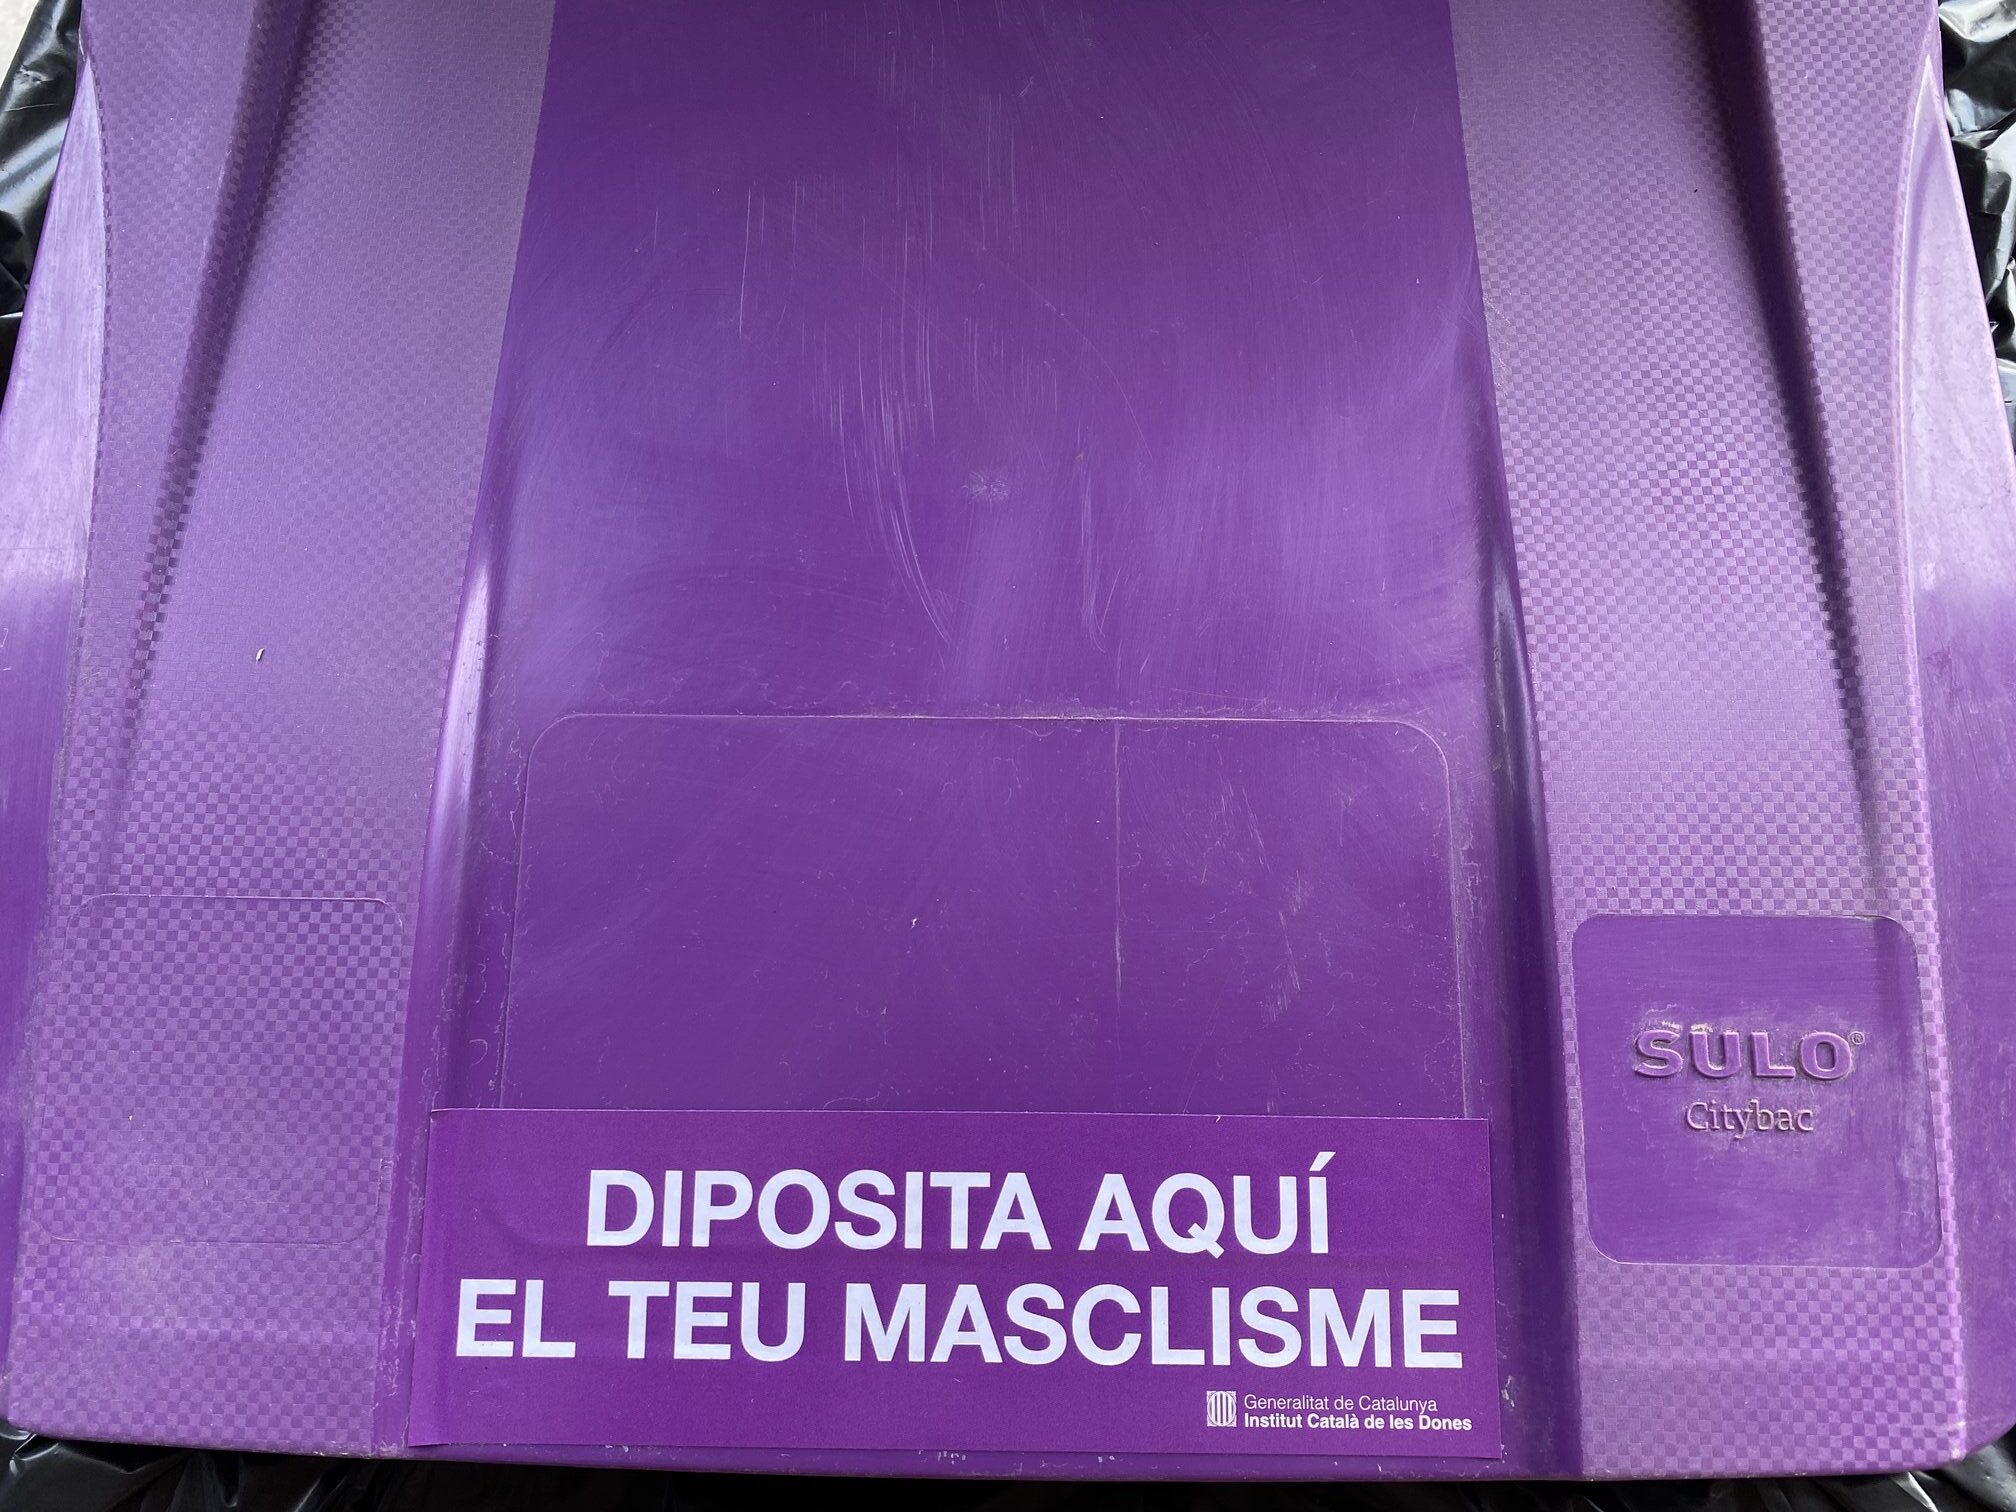 SULO®
Citybac
DIPOSITA AQUÍ
EL TEU MASCLISME
Generalitat de Catalunya
Institut Català de les Dones